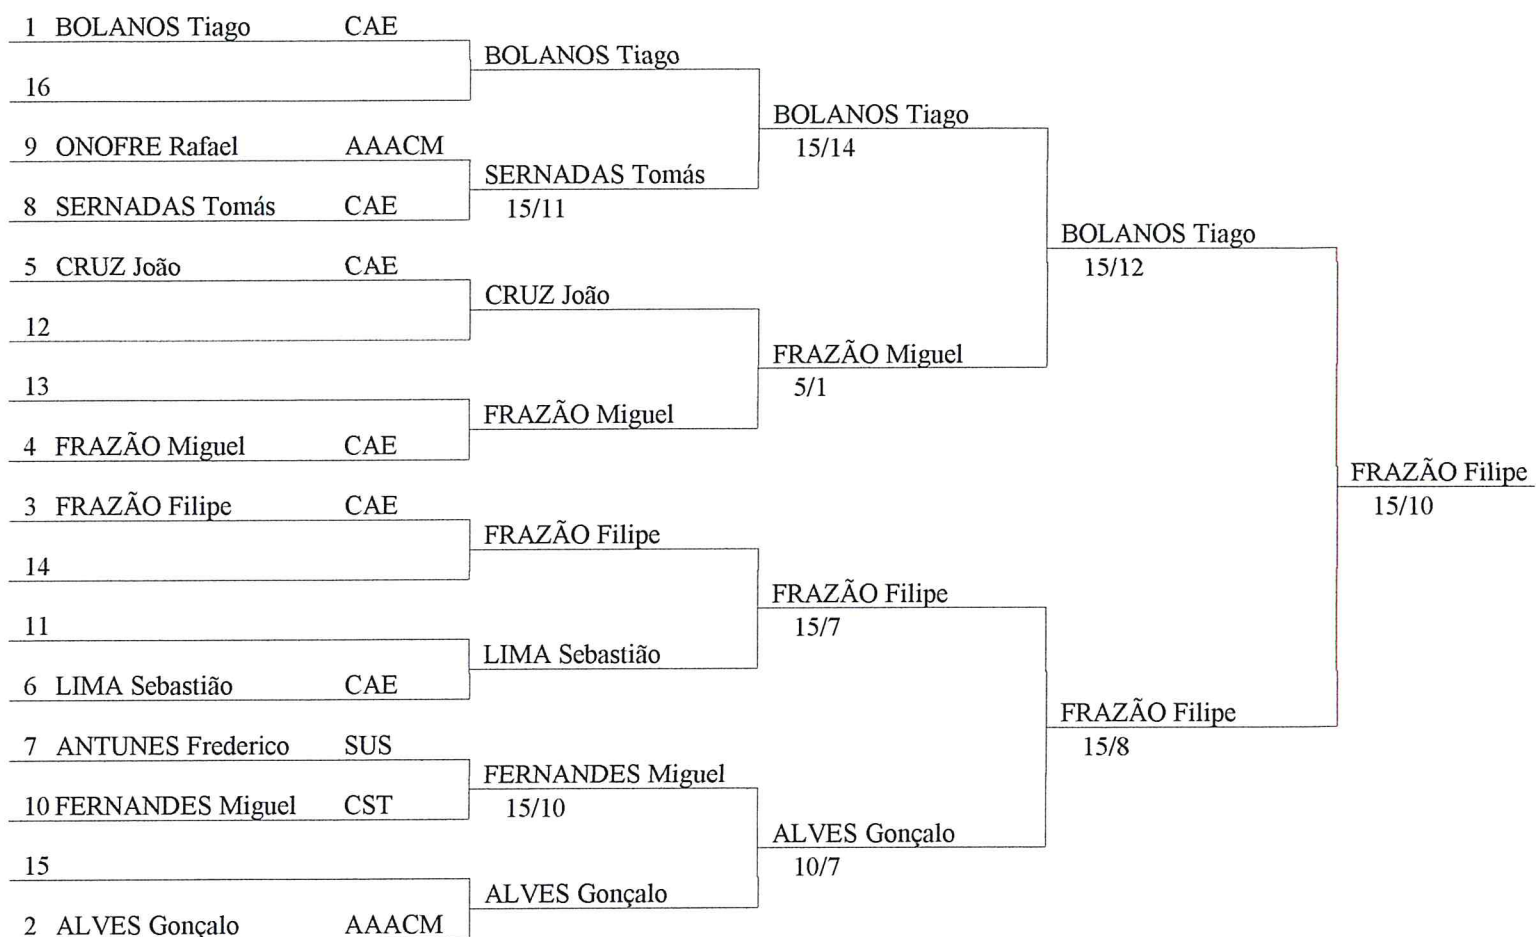 1 BOLANOS Tiago CAE
16
9 ONOFRE Rafael AAACM
8 SERNADAS Tomás CAE
5 CRUZ João CAE
12
13
4 FRAZÃO Miguel CAE
3 FRAZÃO Filipe CAE
14
11
6 LIMA Sebastião CAE
7 ANTUNES Frederico SUS
10 FERNANDES Miguel CST
15
2 ALVES Gonçalo AAACM
BOLANOS Tiago
SERNADAS Tomás
15/11
CRUZ João
FRAZÃO Miguel
FRAZÃO Filipe
LIMA Sebastião
FERNANDES Miguel
15/10
ALVES Gonçalo
BOLANOS Tiago
15/14
FRAZÃO Miguel
5/1
FRAZÃO Filipe
15/7
ALVES Gonçalo
10/7
BOLANOS Tiago
15/12
FRAZÃO Filipe
15/8
FRAZÃO Filipe
15/10